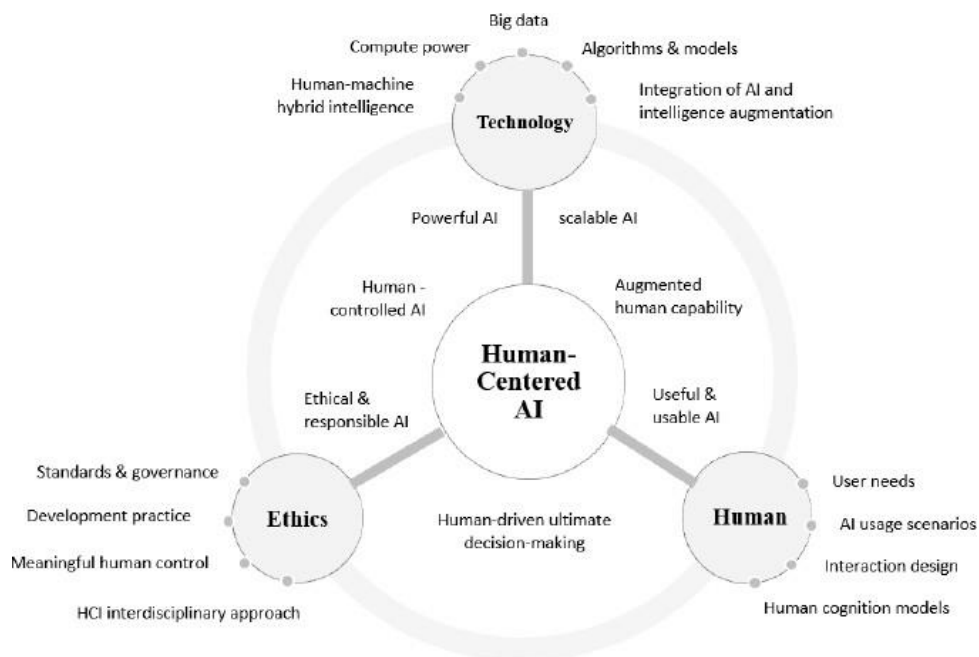 Big data
Compute power
Algorithms & models
Human-machine
hybrid intelligence
Integration of AI and
intelligence augmentation
Technology
Powerful AI
scalable AI
Human -
controlled AI
Augmented
human capability
Human-
Centered
AI
Ethical &
responsible AI
Useful &
usable AI
Standards & governance
Development practice
Meaningful human control
HCI interdisciplinary approach
Ethics
Human-driven ultimate
decision-making
Human
User needs
AI usage scenarios
Interaction design
Human cognition models